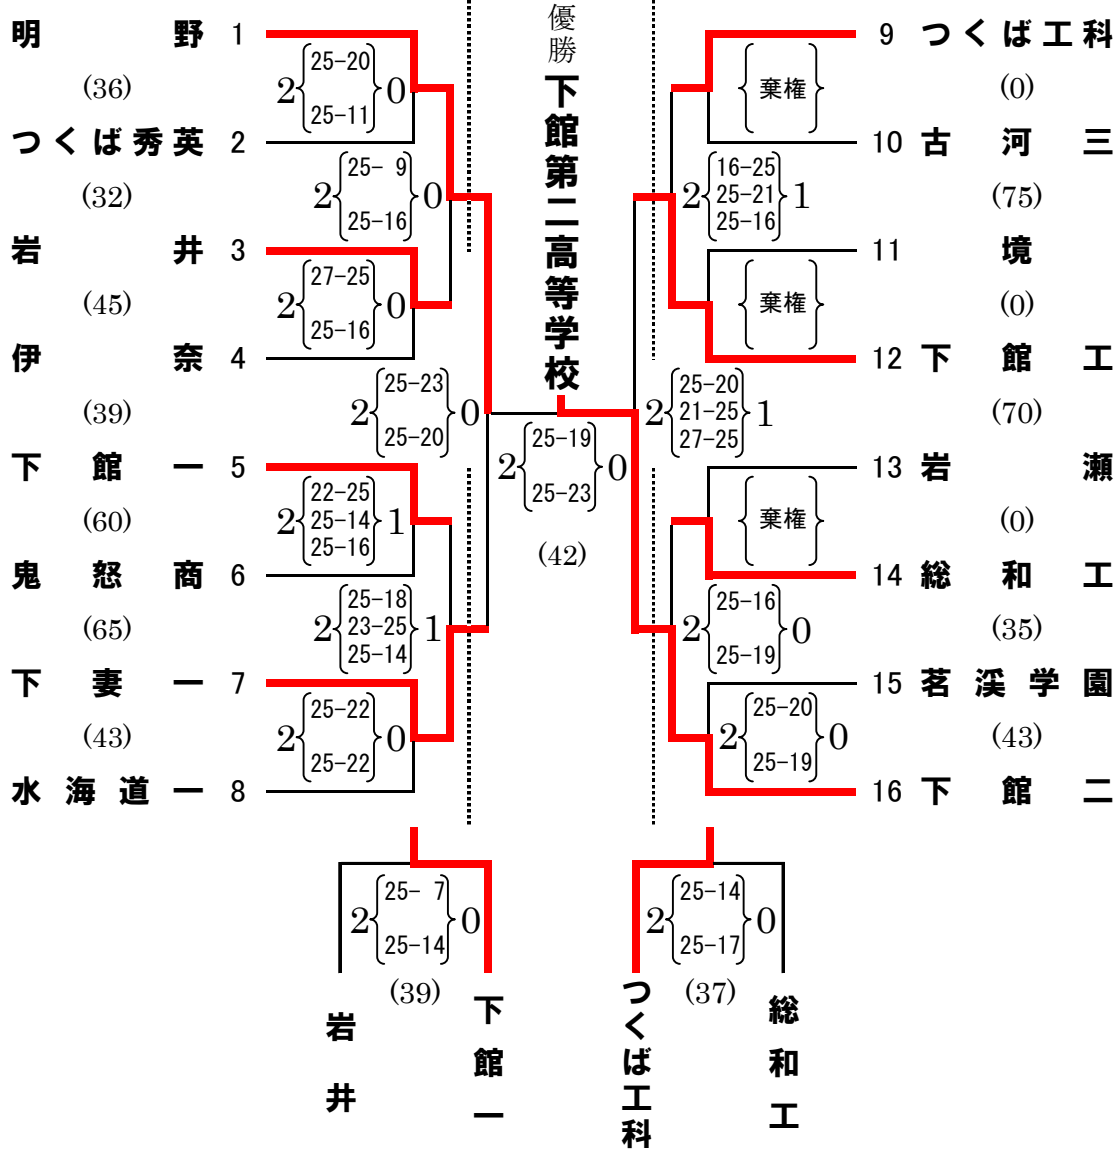 優勝
下館第二高等学校
明野 1
25-20
2 0
25-11
(36)
つくば秀英 2
25- 9
2 0
25-16
(32)
岩井 3
27-25
2 0
25-16
(45)
伊奈 4
25-23
2 0
25-20
(39)
下館一 5
22-25
2 25-14 1
25-16
(60)
鬼怒商 6
25-18
2 23-25 1
25-14
(65)
下妻一 7
25-22
2 0
25-22
(43)
水海道一 8
25-19
2 0
25-23
(42)
9 つくば工科
棄権
(0)
10 古河三
16-25
2 25-21 1
25-16
(75)
11 境
棄権
(0)
12 下館工
25-20
2 21-25 1
27-25
(70)
13 岩瀬
棄権
(0)
14 総和工
25-16
2 0
25-19
(35)
15 茗渓学園
25-20
2 0
25-19
(43)
16 下館二
25- 7
2 0
25-14
(39)
岩井
下館一
25-14
2 0
25-17
(37)
つくば工科
総和工